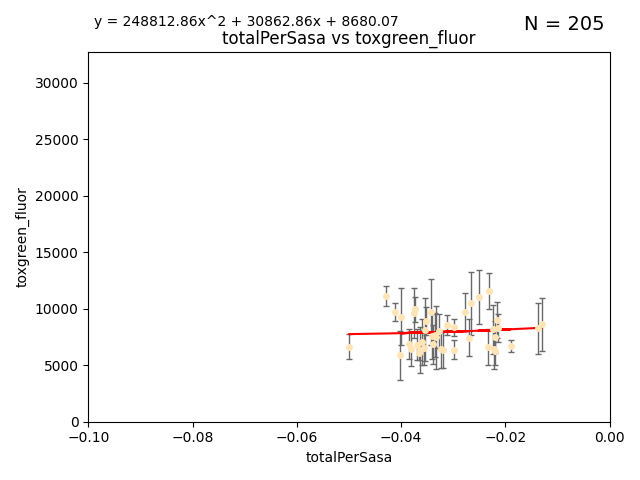 y = 248812.86x^2 + 30862.86x + 8680.07
N = 205
totalPerSasa vs toxgreen_fluor
30000
25000
20000
15000
10000
5000
0
toxgreen_fluor
−0.10
−0.08
−0.06
−0.04
−0.02
0.00
totalPerSasa